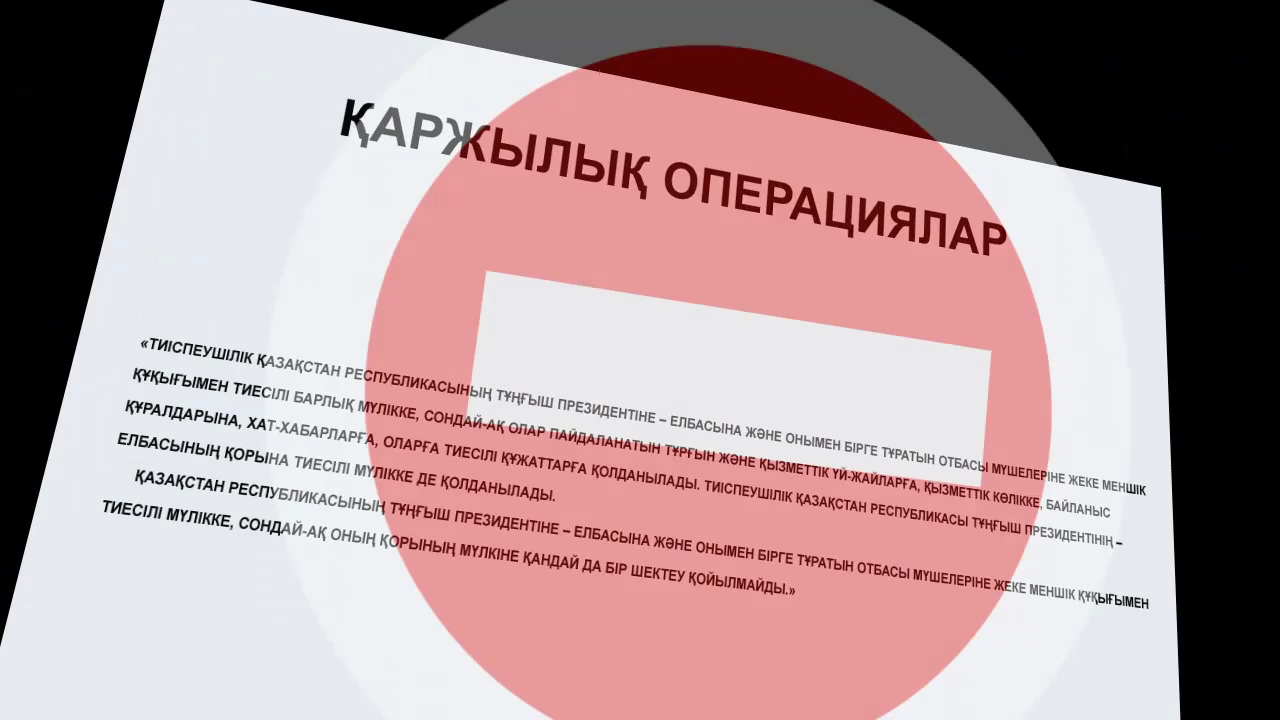 ҚАРЖЫЛЫҚ ОПЕРАЦИЯЛАР
«ТИІСПЕУШІЛІК ҚАЗАҚСТАН РЕСПУБЛИКАСЫНЫҢ ТҰҢҒЫШ ПРЕЗИДЕНТІНЕ – ЕЛБАСЫНА ЖӘНЕ ОНЫМЕН БІРГЕ ТҰРАТЫН ОТБАСЫ МҮШЕЛЕРІНЕ ЖЕКЕ МЕНШІК
ҚҰҚЫҒЫМЕН ТИЕСІЛІ БАРЛЫҚ МҮЛІККЕ, СОНДАЙ-АҚ ОЛАР ПАЙДАЛАНАТЫН ТҰРҒЫН ЖӘНЕ ҚЫЗМЕТТІК ҮЙ-ЖАЙЛАРҒА, ҚЫЗМЕТТІК КӨЛІККЕ, БАЙЛАНЫС
ҚҰРАЛДАРЫНА, ХАТ-ХАБАРЛАРҒА, ОЛАРҒА ТИЕСІЛІ ҚҰЖАТТАРҒА ҚОЛДАНЫЛАДЫ. ТИІСПЕУШІЛІК ҚАЗАҚСТАН РЕСПУБЛИКАСЫ ТҰҢҒЫШ ПРЕЗИДЕНТІНІҢ –
ЕЛБАСЫНЫҢ ҚОРЫНА ТИЕСІЛІ МҮЛІККЕ ДЕ ҚОЛДАНЫЛАДЫ.
ҚАЗАҚСТАН РЕСПУБЛИКАСЫНЫҢ ТҰҢҒЫШ ПРЕЗИДЕНТІНЕ – ЕЛБАСЫНА ЖӘНЕ ОНЫМЕН БІРГЕ ТҰРАТЫН ОТБАСЫ МҮШЕЛЕРІНЕ ЖЕКЕ МЕНШІК ҚҰҚЫҒЫМЕН
ТИЕСІЛІ МҮЛІККЕ, СОНДАЙ-АҚ ОНЫҢ ҚОРЫНЫҢ МҮЛКІНЕ ҚАНДАЙ ДА БІР ШЕКТЕУ ҚОЙЫЛМАЙДЫ.»